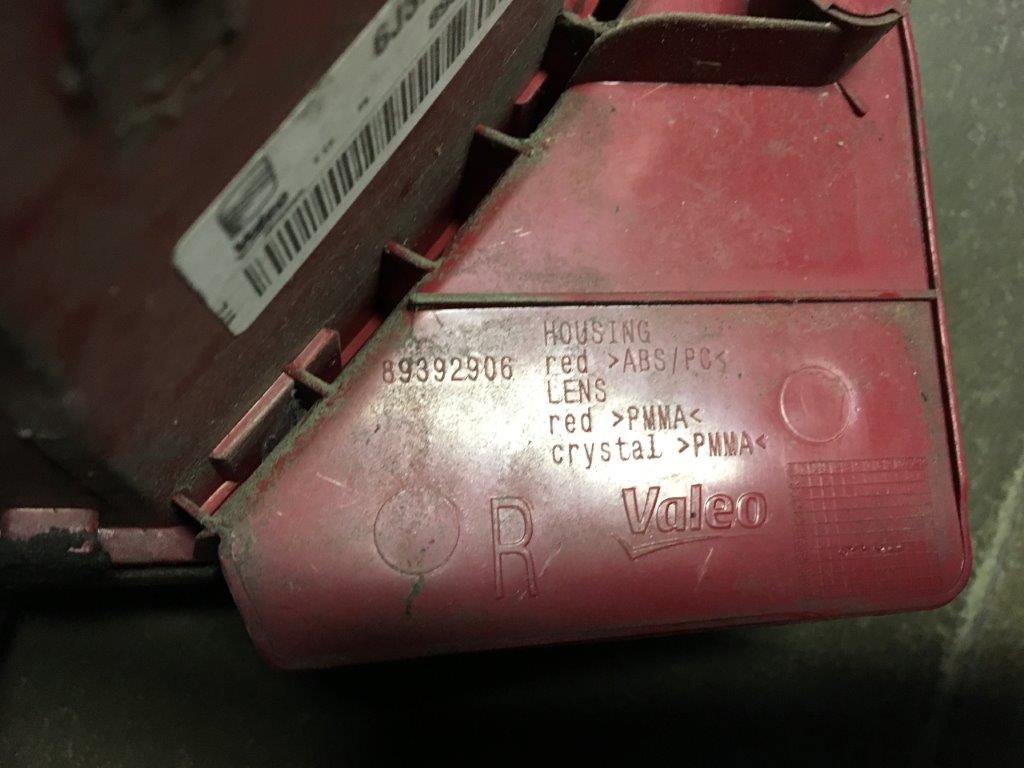 HOUSING
89392906 red >ABS/PC<
LENS
red >PMMA<
crystal >PMMA<
R Valeo